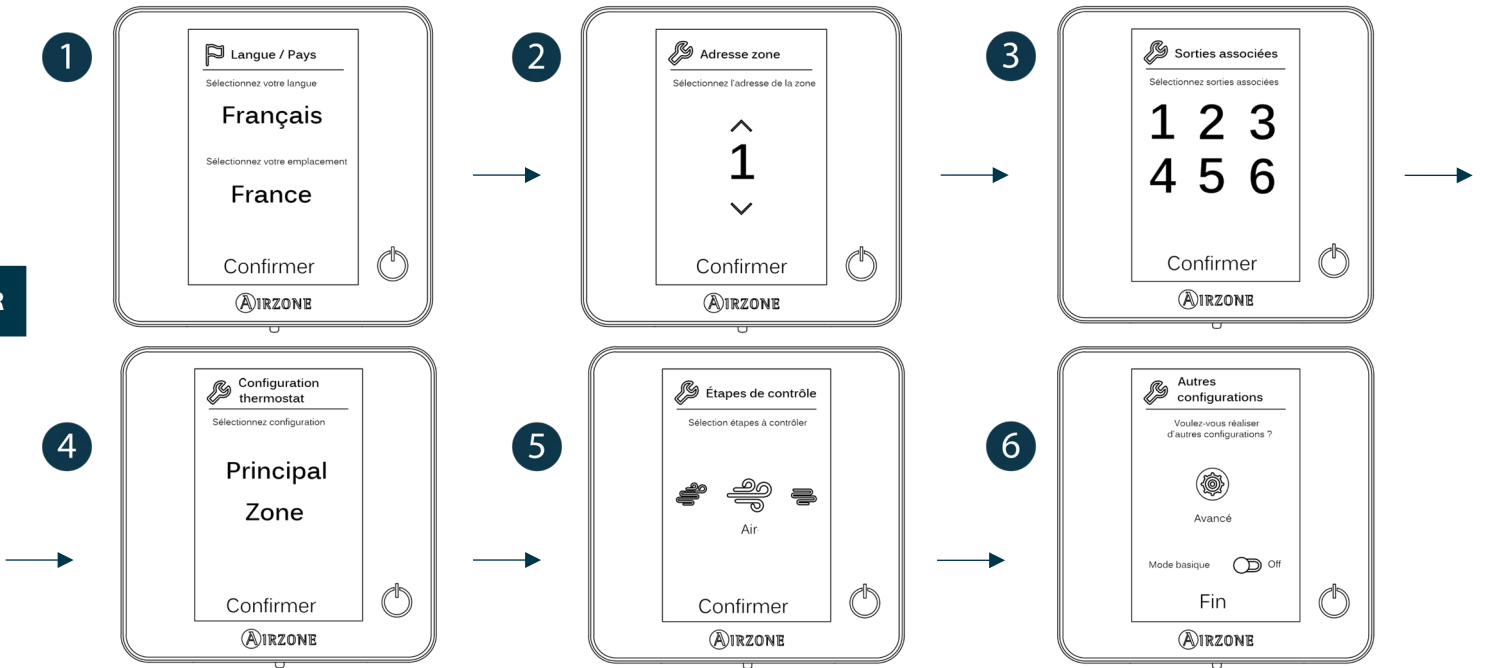 1
Langue / Pays
Sélectionnez votre langue
Français
Sélectionnez votre emplacement
France
Confirmer
AIRZONE
2
Adresse zone
Sélectionnez l'adresse de la zone
1
Confirmer
AIRZONE
3
Sorties associées
Sélectionnez sorties associées
1 2 3
4 5 6
Confirmer
AIRZONE
R
4
Configuration
thermostat
Sélectionnez configuration
Principal
Zone
Confirmer
AIRZONE
5
Étapes de contrôle
Sélection étapes à contrôler
Air
Confirmer
AIRZONE
6
Autres
configurations
Voulez-vous réaliser
d'autres configurations ?
Avancé
Mode basique Off
Fin
AIRZONE